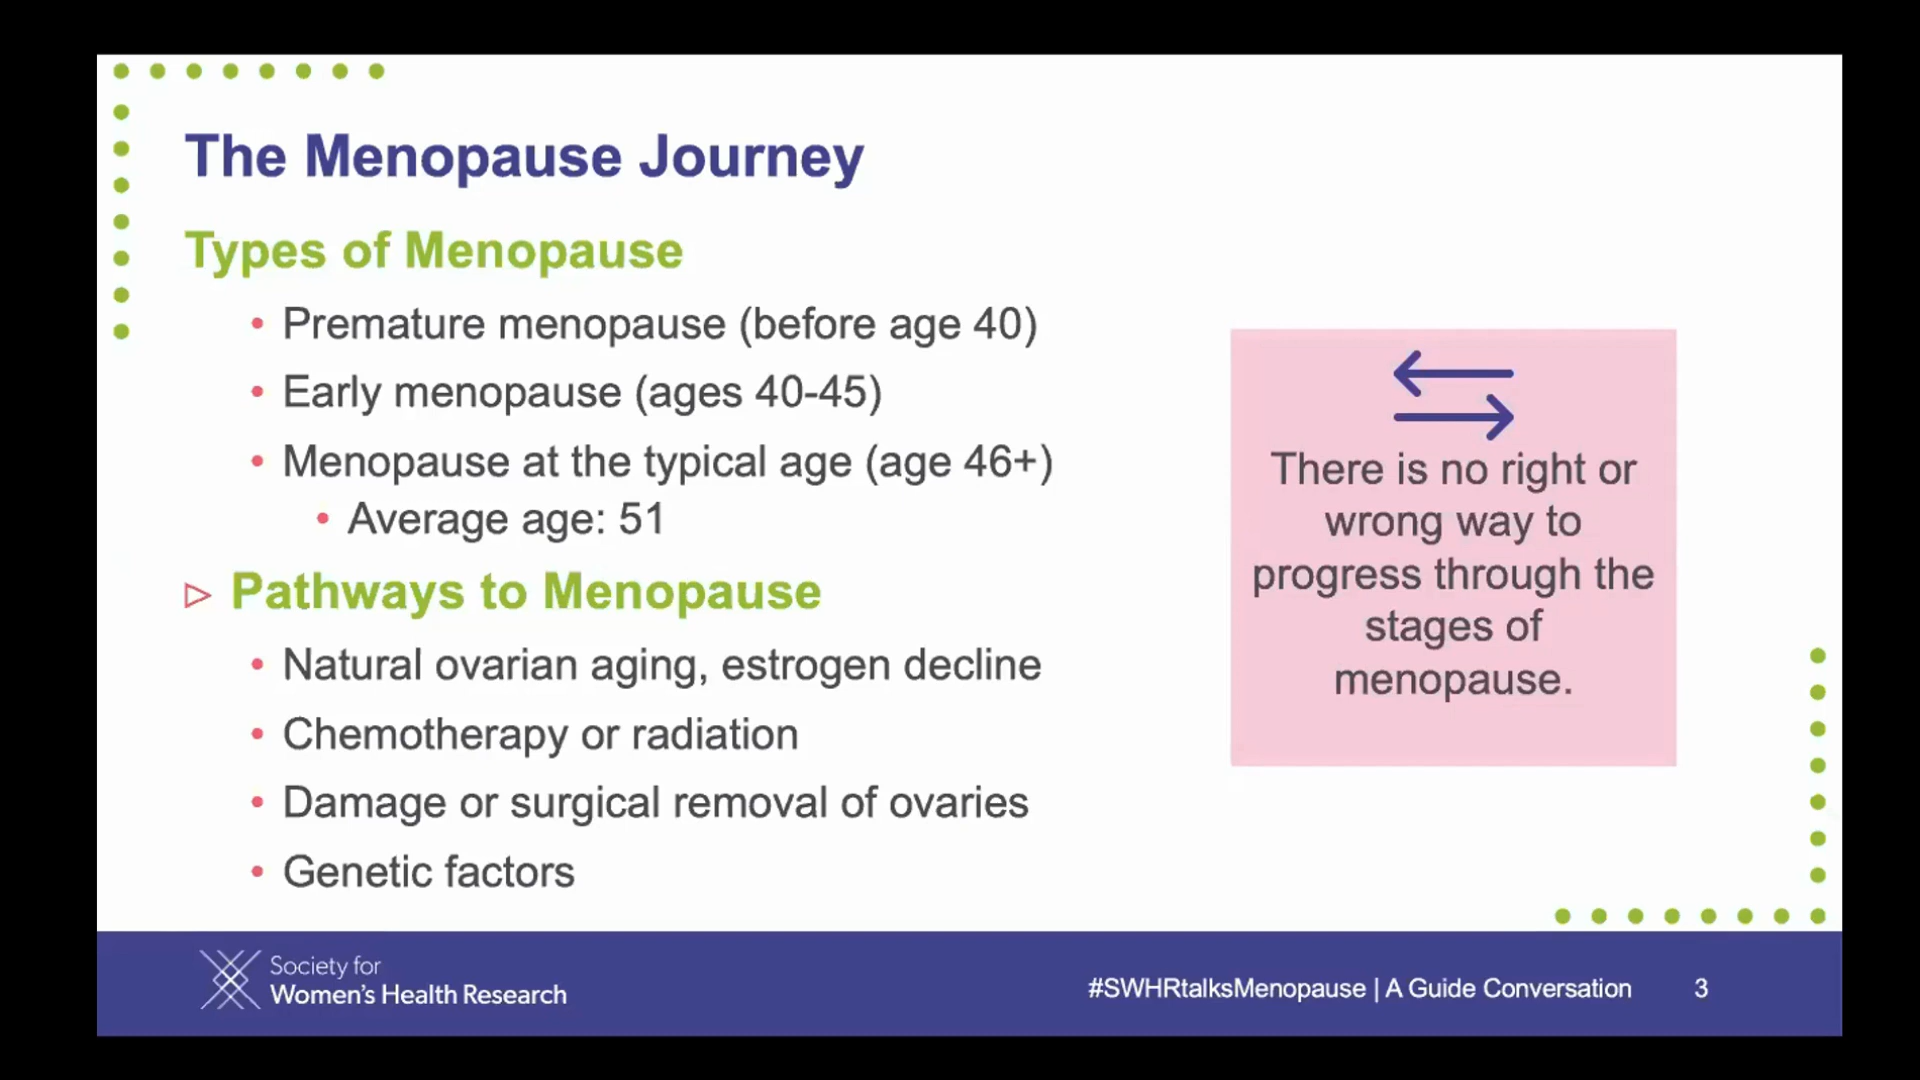 The Menopause Journey
Types of Menopause
• Premature menopause (before age 40)
• Early menopause (ages 40-45)
• Menopause at the typical age (age 46+)
• Average age: 51
Pathways to Menopause
• Natural ovarian aging, estrogen decline
• Chemotherapy or radiation
• Damage or surgical removal of ovaries
• Genetic factors
There is no right or
wrong way to
progress through the
stages of
menopause.
Society for
Women's Health Research
#SWHRtalksMenopause | A Guide Conversation
3